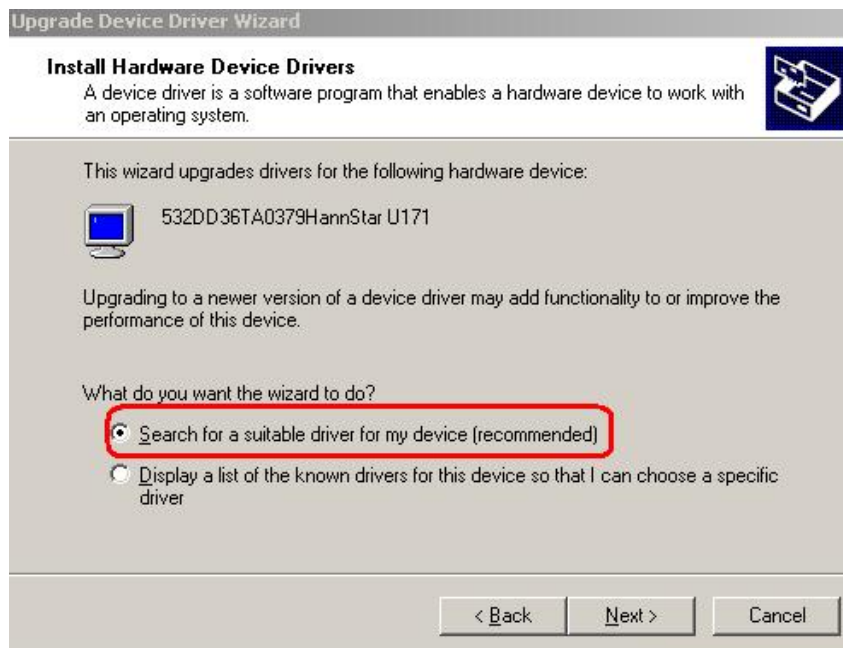 Upgrade Device Driver Wizard
Install Hardware Device Drivers
A device driver is a software program that enables a hardware device to work with
an operating system.
This wizard upgrades drivers for the following hardware device:
532DD36TA0379HannStar U171
Upgrading to a newer version of a device driver may add functionality to or improve the
performance of this device.
What do you want the wizard to do?
Search for a suitable driver for my device (recommended)
Display a list of the known drivers for this device so that I can choose a specific
driver
< Back Next > Cancel